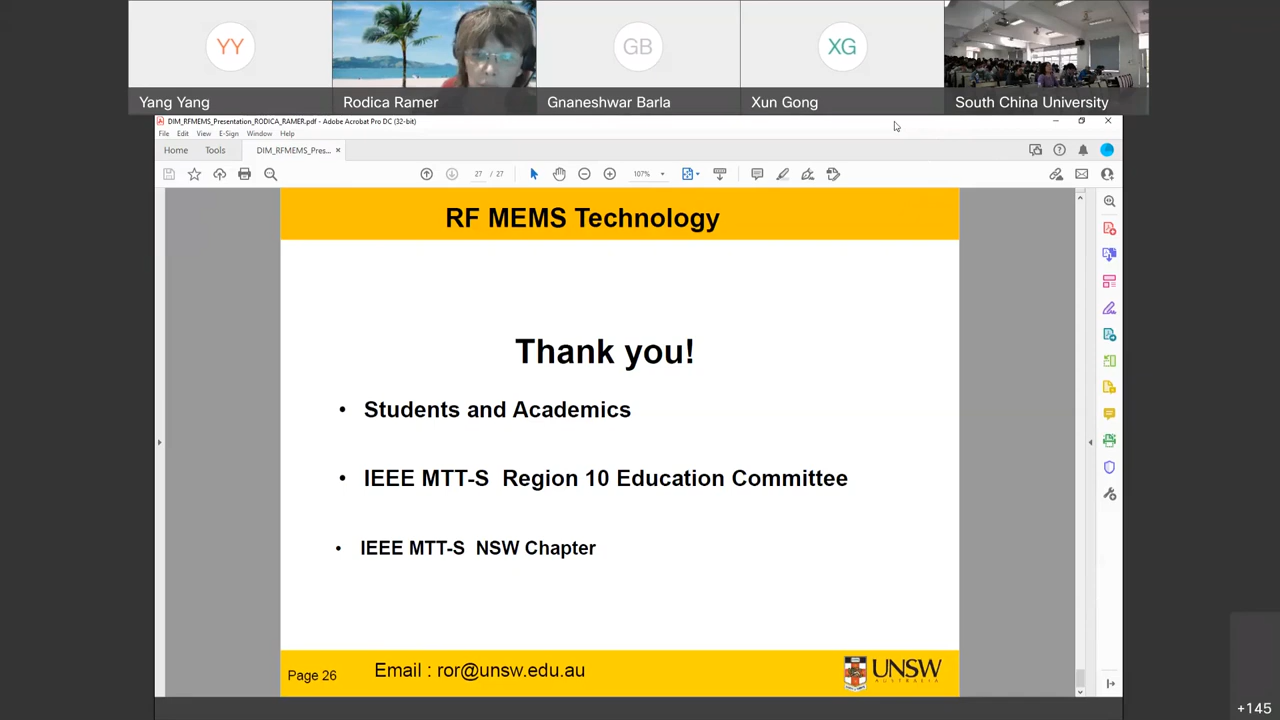 YY
GB
XG
Yang Yang
Rodica Ramer
Gnaneshwar Barla
Xun Gong
South China University
DIM_RFMEMS_Presentation_RODICA_RAMER.pdf - Adobe Acrobat Pro DC (32-bit)
File Edit View E-Sign Window Help
Home Tools DIM_RFMEMS_Pres...
27 / 27 107%
RF MEMS Technology
Thank you!
• Students and Academics
• IEEE MTT-S Region 10 Education Committee
• IEEE MTT-S NSW Chapter
Page 26 Email : ror@unsw.edu.au
UNSW
AUSTRALIA
+145